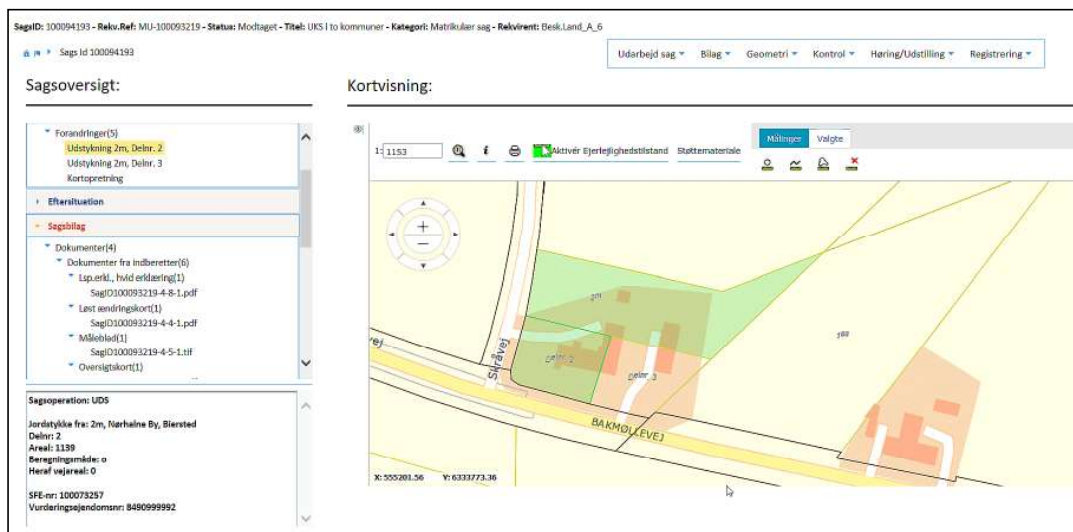 SagsID: 100094193 - Rekv.Ref: MU-100093219 - Status: Modtaget - Titel: UKS i to kommuner - Kategori: Matrikulær sag - Rekvirent: Besk.Land_A_6
Sags Id 100094193
Udarbejd sag Bilag Geometri Kontrol Høring/Udstilling Registrering
Sagsoversigt:
Kortvisning:
Forandringer(5)
Udstykning 2m, Delnr. 2
Udstykning 2m, Delnr. 3
Kortopretning
Eftersituation
Sagsbilag
Dokumenter(4)
Dokumenter fra indberetter(6)
Lsp.erkl., hvid erklæring(1)
SagID100093219-4-8-1.pdf
Løst ændringskort(1)
SagID100093219-4-4-1.pdf
Måleblad(1)
SagID100093219-4-5-1.tif
Oversigtskort(1)
Sagsoperation: UDS
Jordstykke fra: 2m, Nørhalne By, Biersted
Delnr: 2
Areal: 1139
Beregningsmåde: o
Heraf vejareal: 0
SFE-nr: 100073257
Vurderingsejendomsnr: 8490999992
1: 1153
i
Aktivér Ejerlejlighedstilstand
Støttemateriale
Målinger
Valgte
2m
Skråvej
Delnr. 2
Delnr. 3
BAKMØLLEVEJ
X: 555201.56 Y: 6333773.36